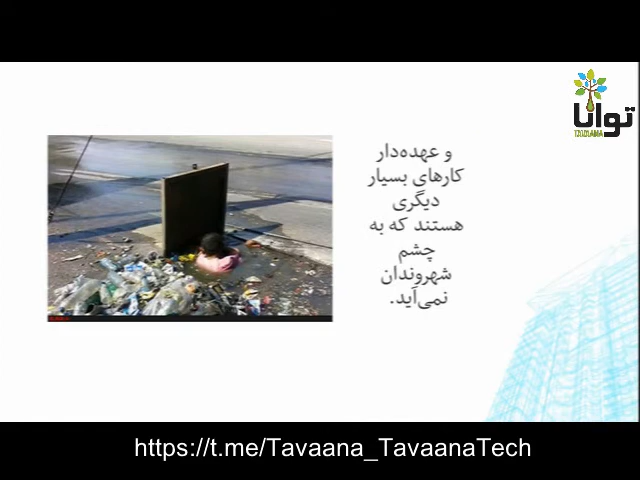 توانا
TAVAANA
و عهده‌دار
کارهای بسیار
دیگری
هستند که به
چشم
شهروندان
نمی‌آید.
https://t.me/Tavaana_TavaanaTech